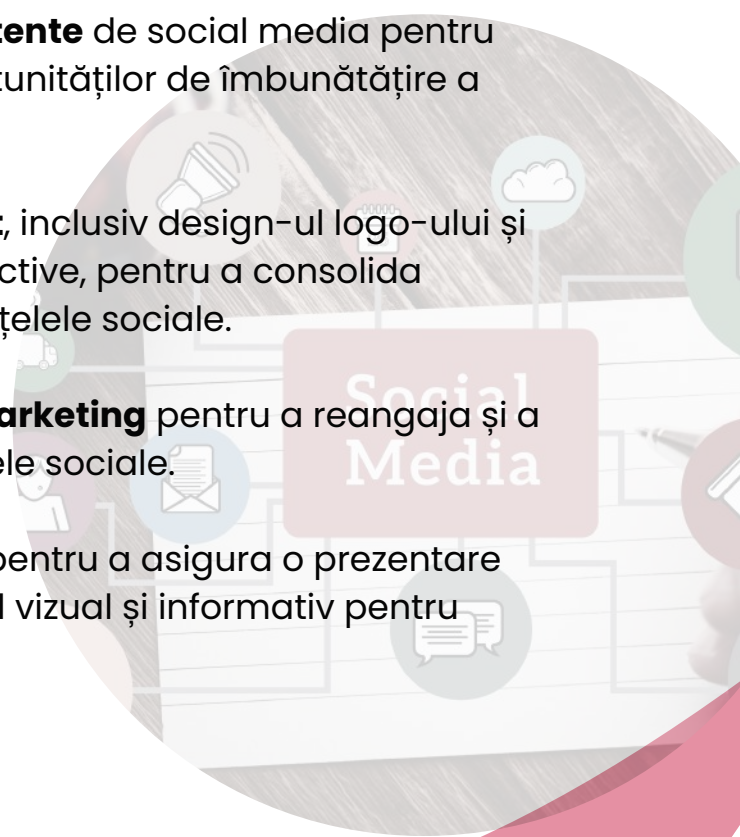 tente de social media pentru
tunităților de îmbunătățire a
, inclusiv design-ul logo-ului și
ctive, pentru a consolida
țelele sociale.
Social
Media
arketing pentru a reangaja și a
ele sociale.
pentru a asigura o prezentare
l vizual și informativ pentru